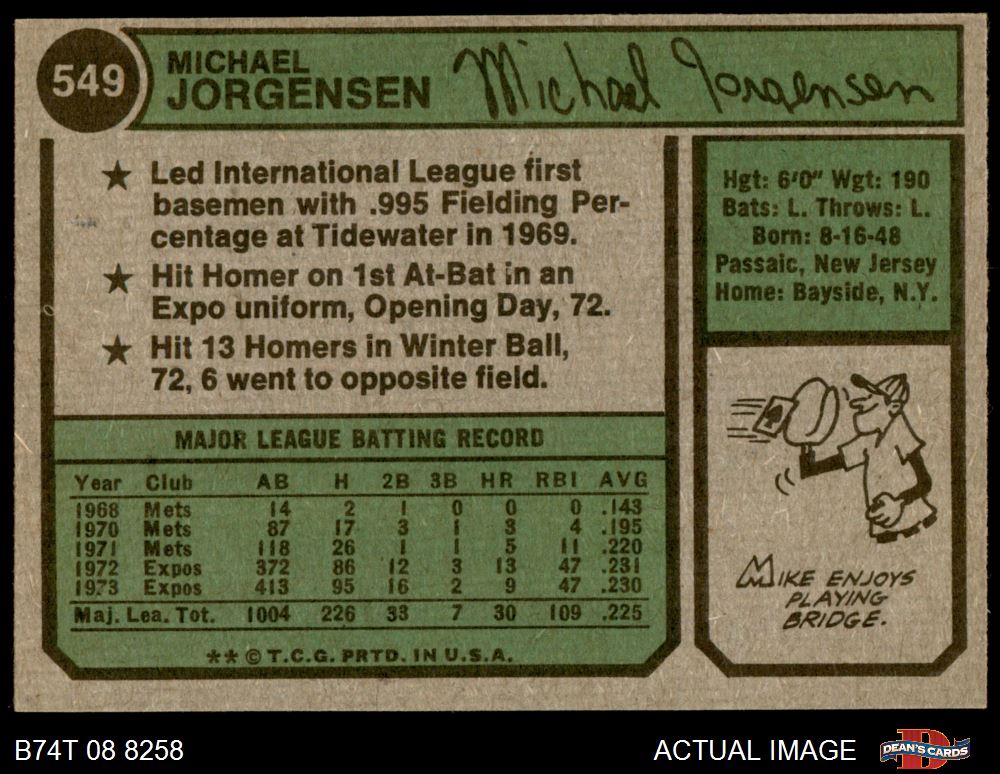 549
MICHAEL
JORGENSEN
Michael Jorgensen
★ Led International League first
basemen with .995 Fielding Per-
centage at Tidewater in 1969.
★ Hit Homer on 1st At-Bat in an
Expo uniform, Opening Day, '72.
★ Hit 13 Homers in Winter Ball,
'72, 6 went to opposite field.
Hgt: 6'0" Wgt: 190
Bats: L. Throws: L.
Born: 8-16-48
Passaic, New Jersey
Home: Bayside, N.Y.
MAJOR LEAGUE BATTING RECORD
Year Club AB H 2B 3B HR RBI AVG
1968 Mets 14 2 1 0 0 0 .143
1970 Mets 87 17 3 1 3 4 .195
1971 Mets 118 26 1 1 5 11 .220
1972 Expos 372 86 12 3 13 47 .231
1973 Expos 413 95 16 2 9 47 .230
Maj. Lea. Tot. 1004 226 33 7 30 109 .225
** © T.C.G. PRTD. IN U.S.A.
MIKE ENJOYS
PLAYING
BRIDGE.
B74T 08 8258
ACTUAL IMAGE
DEAN'S CARDS